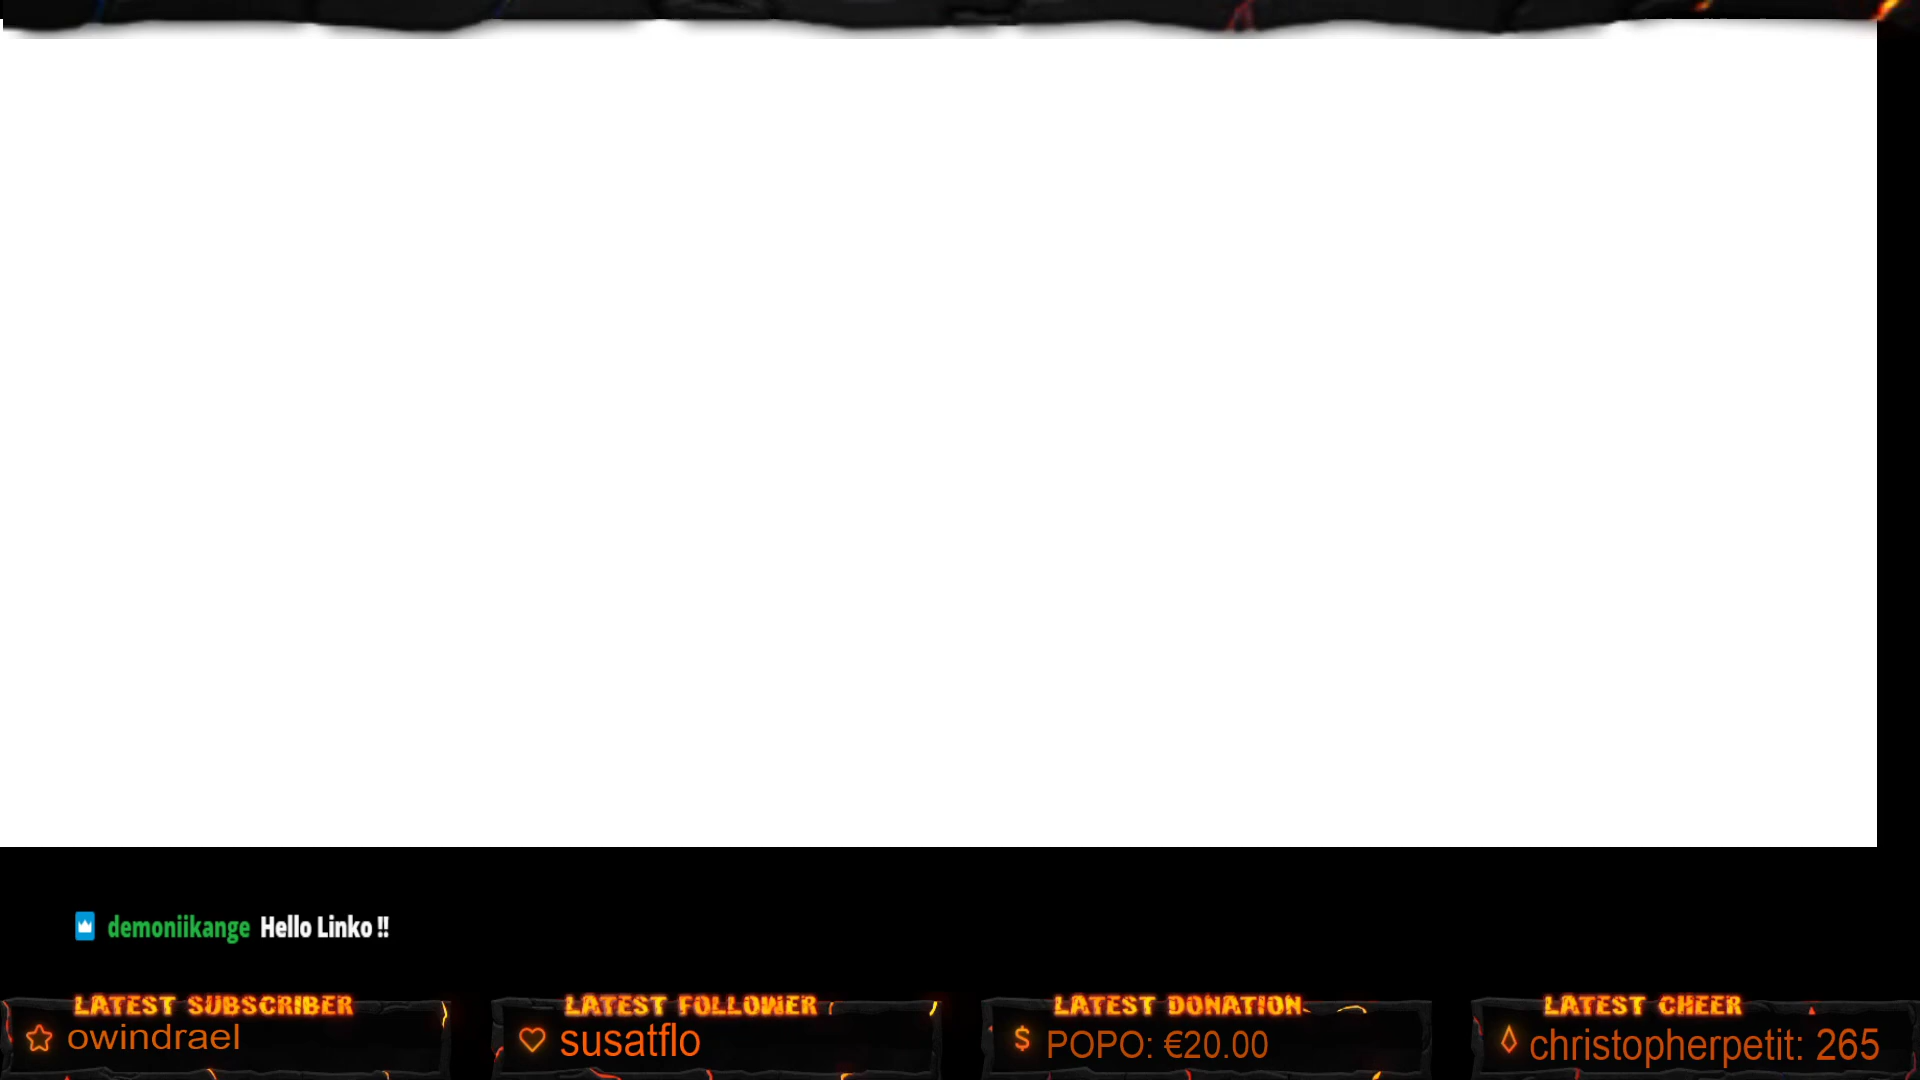 demoniikange Hello Linko !!
LATEST SUBSCRIBER
owindrael
LATEST FOLLOWER
susatflo
LATEST DONATION
POPO: €20.00
LATEST CHEER
christopherpetit: 265